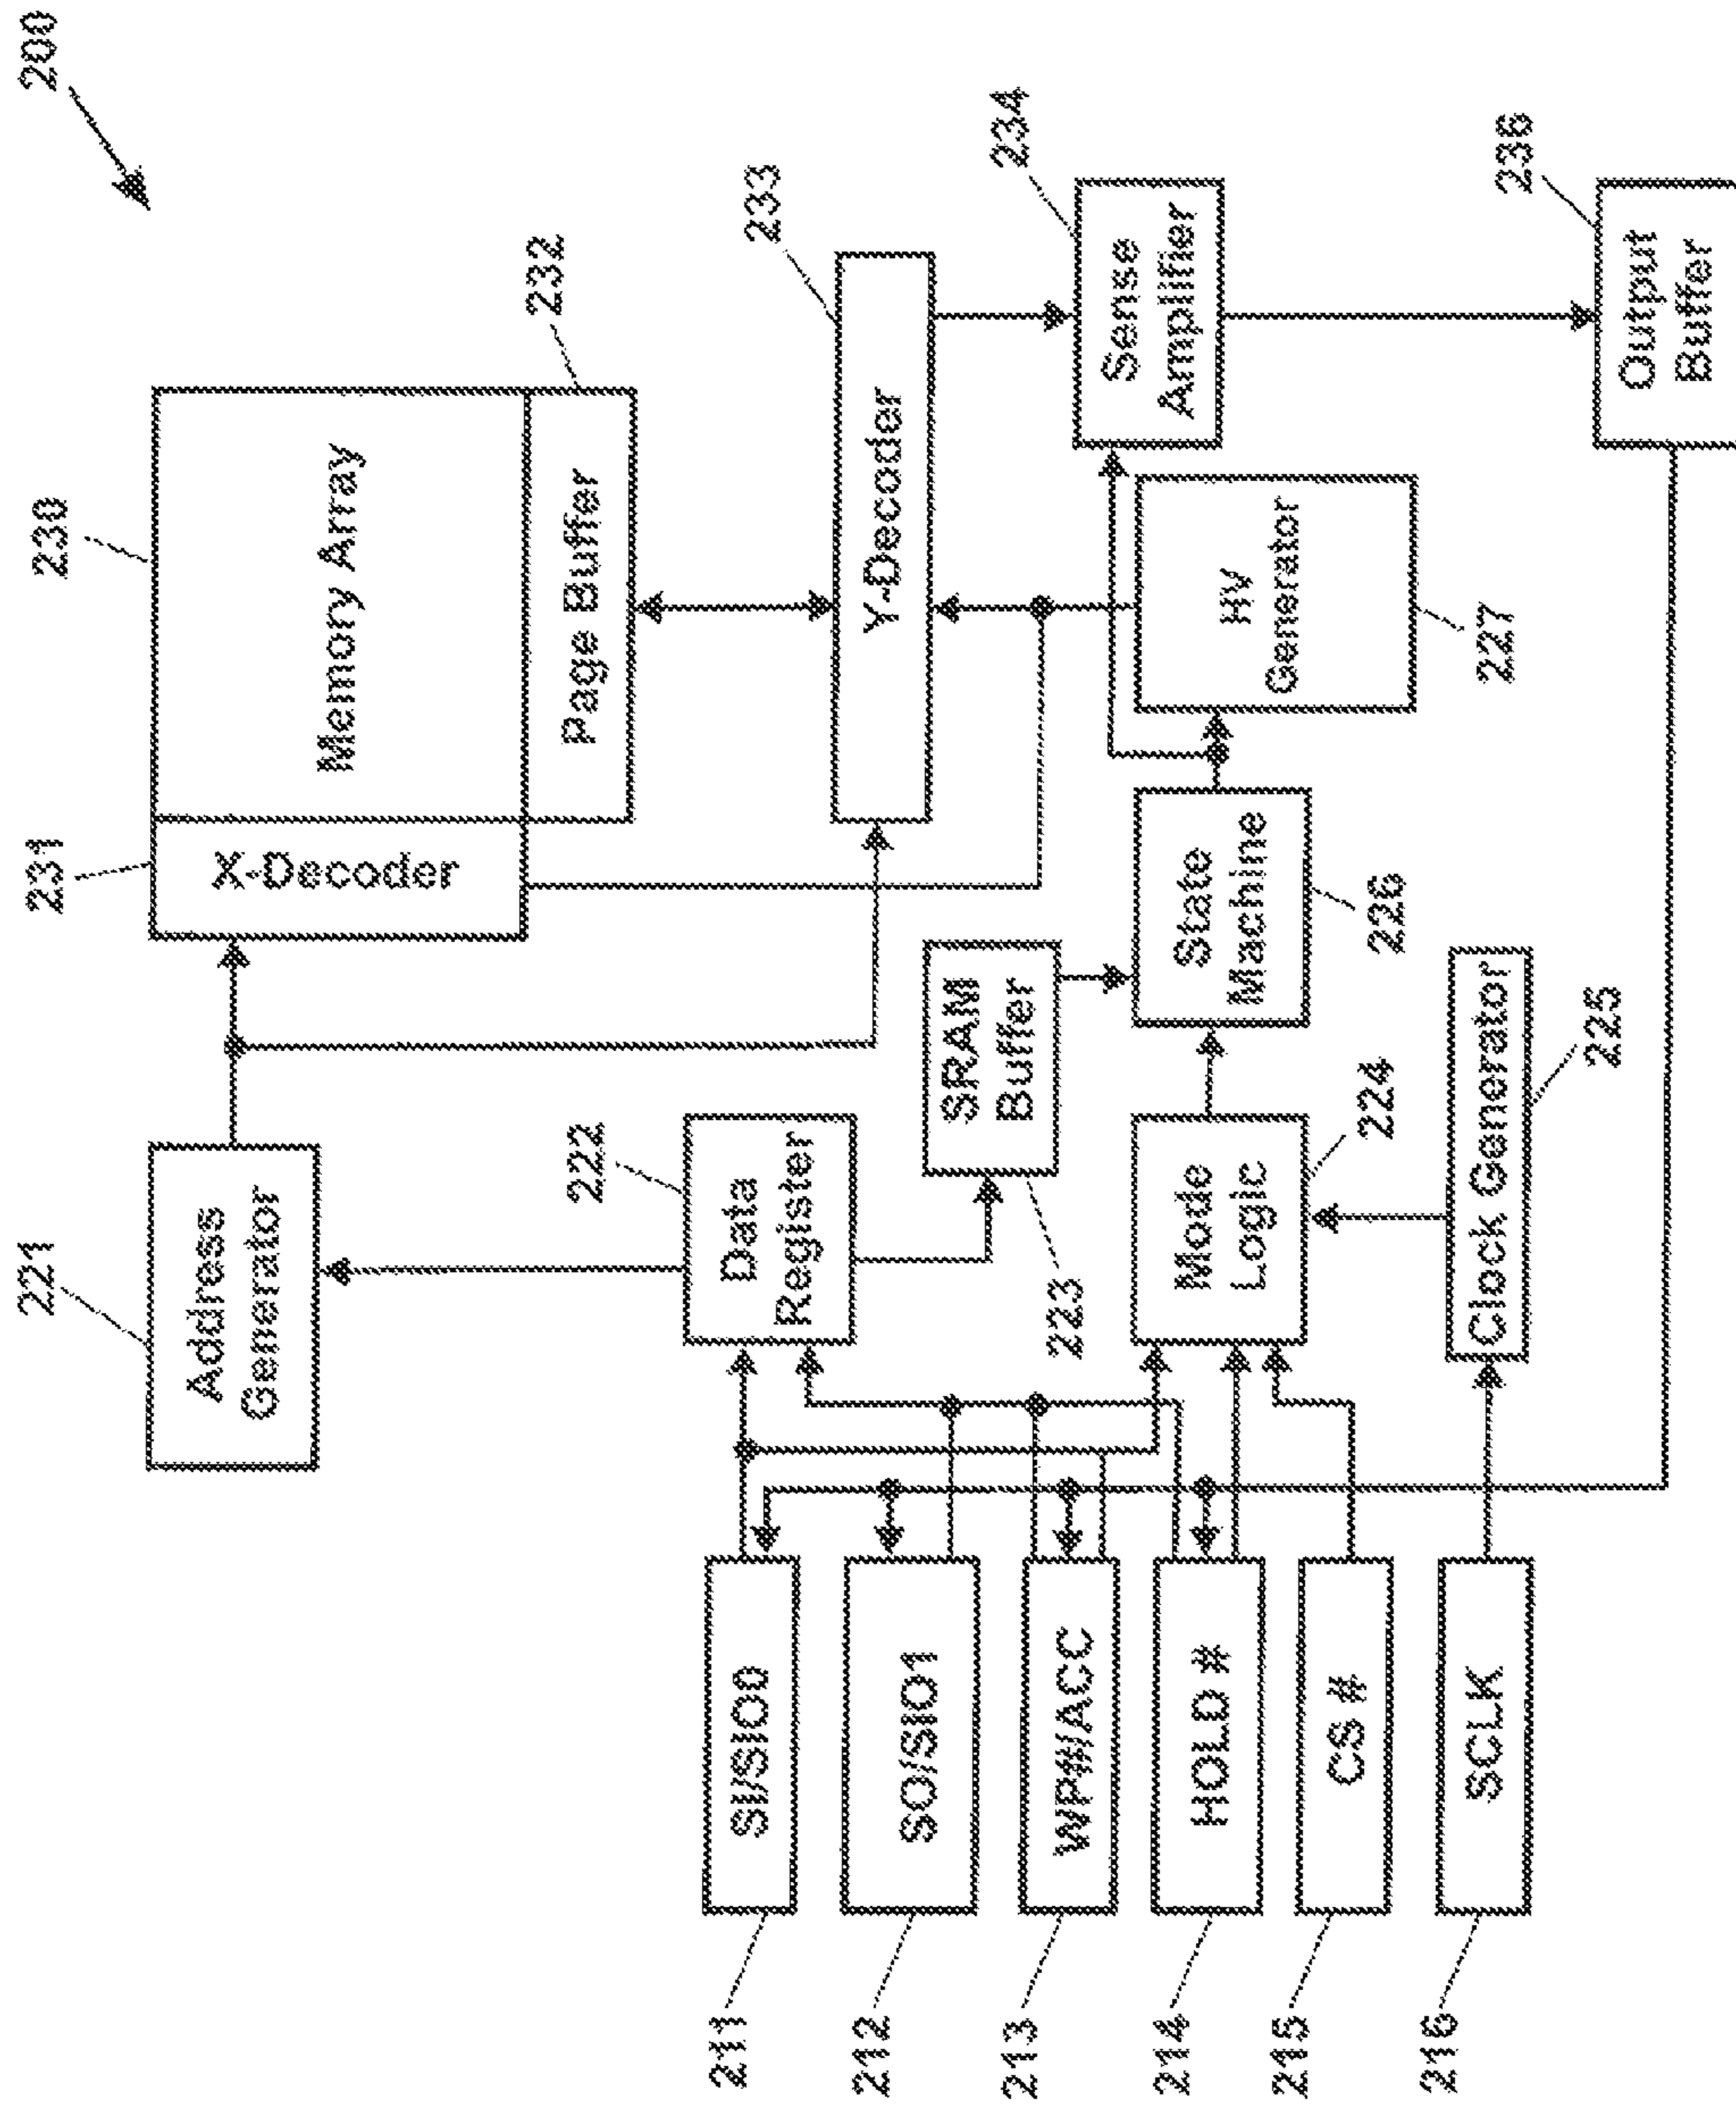 200
221
Address
Generator
231
X-Decoder
230
Memory Array
Page Buffer
232
222
Data
Register
Y-Decoder
233
SRAM
Buffer
223
211
SI/SIO0
212
SO/SIO1
213
WP#/ACC
214
HOLD #
215
CS #
216
SCLK
Mode
Logic
224
State
Machine
226
HV
Generator
227
Sense
Amplifier
234
Clock Generator
225
Output
Buffer
236